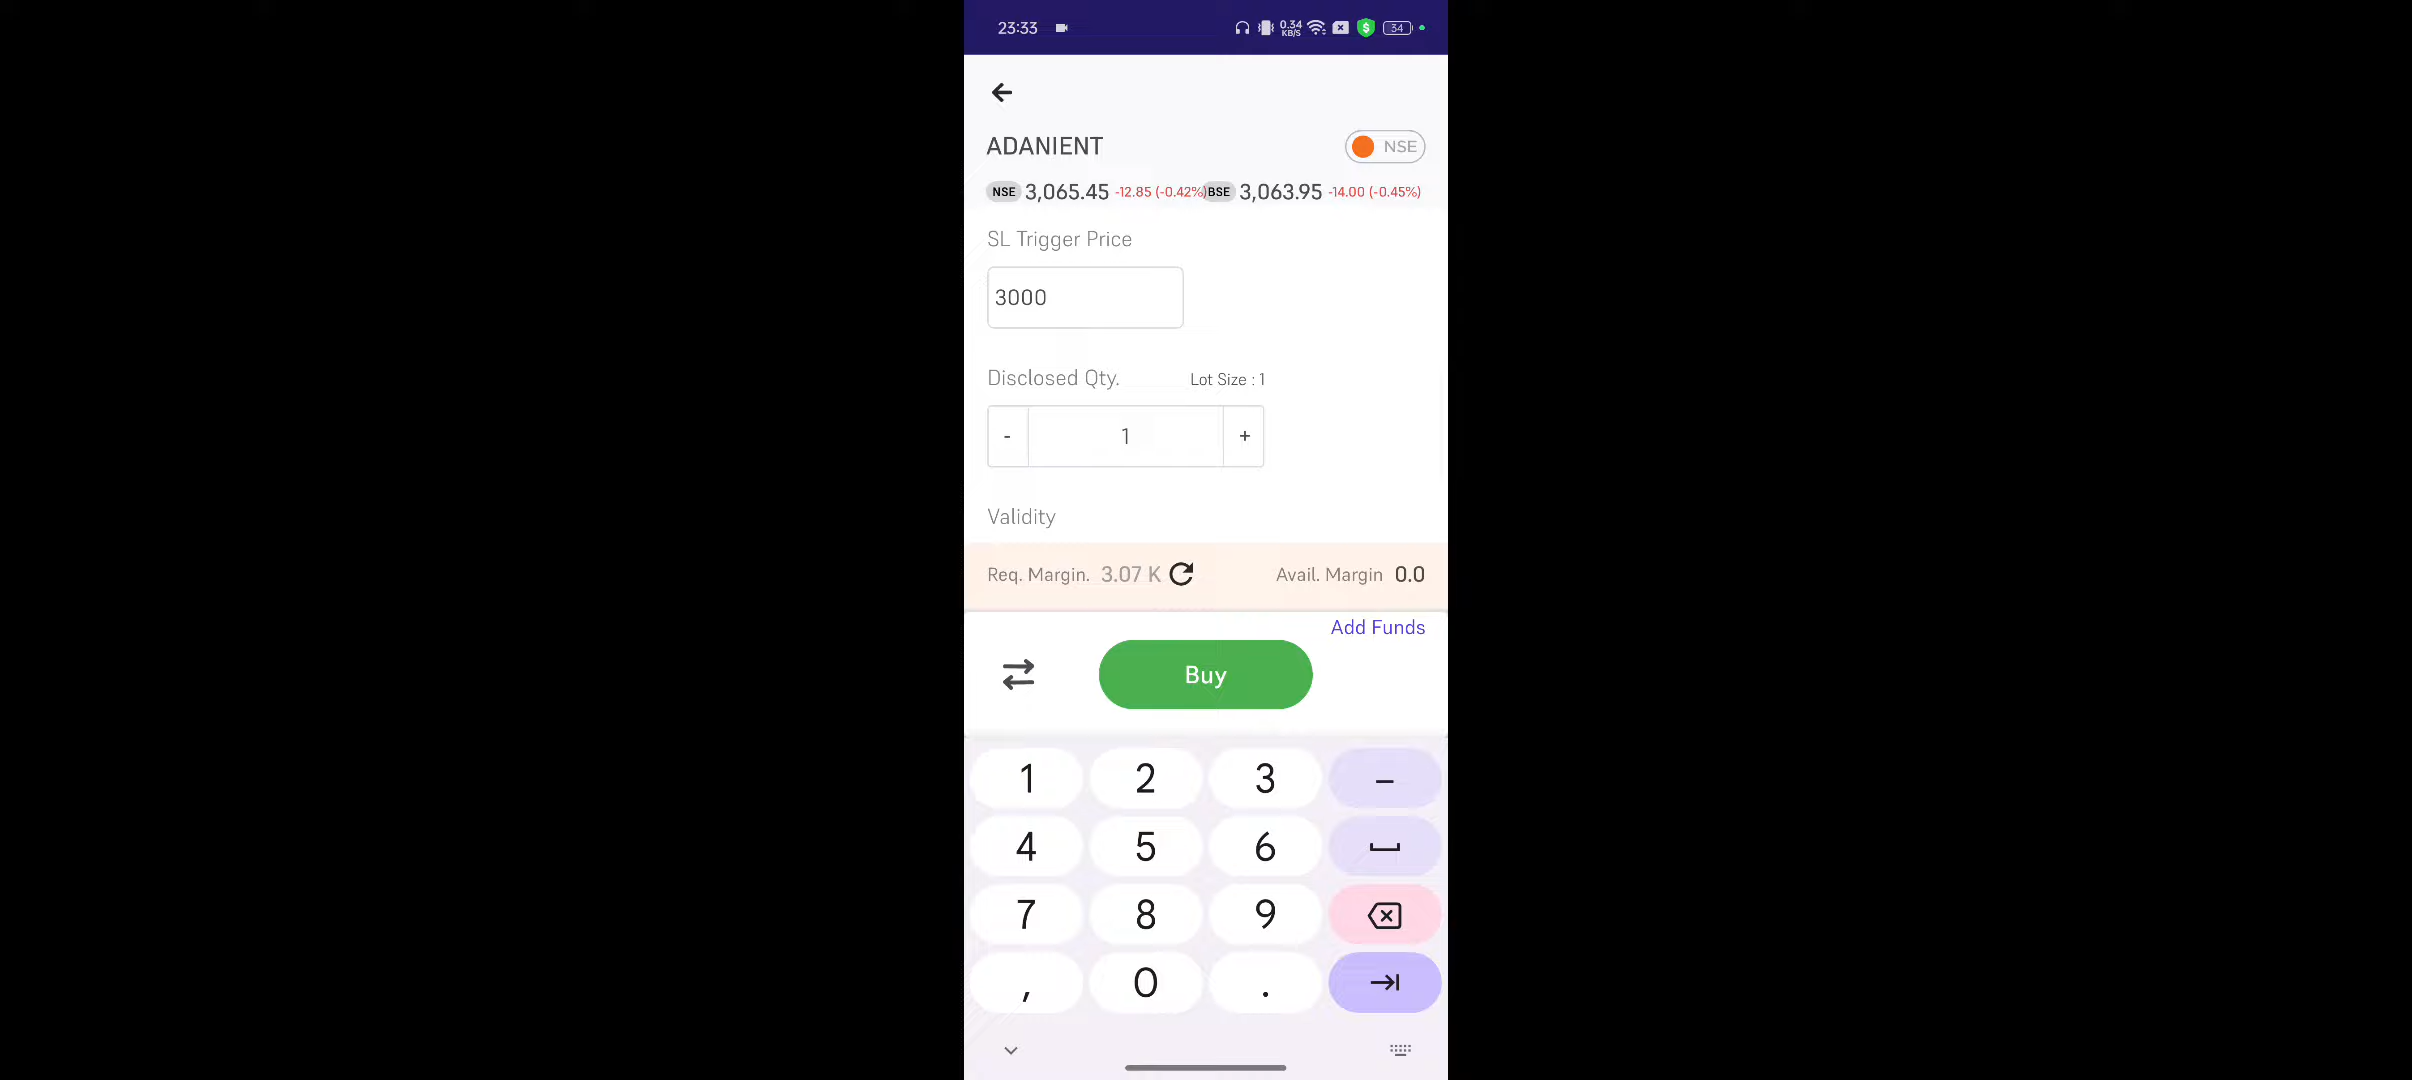 23:33 0.34 KB/S 34
ADANIENT NSE
NSE 3,065.45 -12.85 (-0.42%) BSE 3,063.95 -14.00 (-0.45%)
SL Trigger Price
3000
Disclosed Qty. Lot Size : 1
- 1 +
Validity
Req. Margin. 3.07 K Avail. Margin 0.0
Add Funds
Buy
1 2 3 –
4 5 6
7 8 9
, 0 .